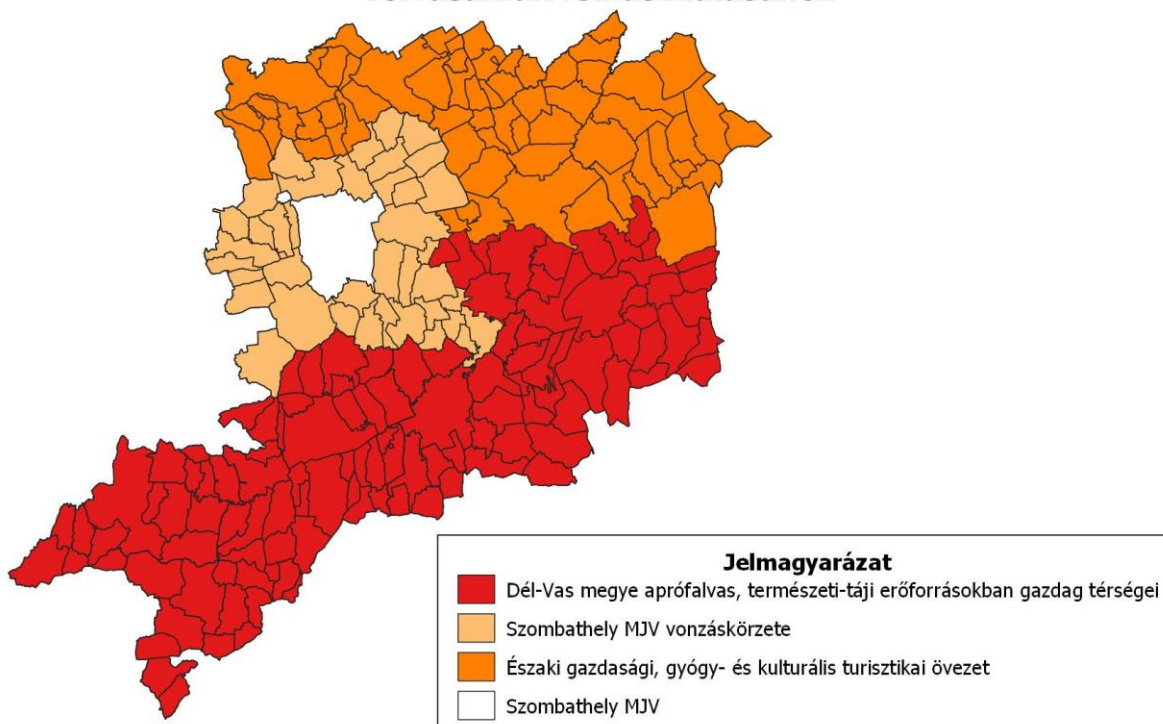 Jelmagyarázat
Dél-Vas megye aprófalvas, természeti-táji erőforrásokban gazdag térségei
Szombathely MJV vonzáskörzete
Északi gazdasági, gyógy- és kulturális turisztikai övezet
Szombathely MJV